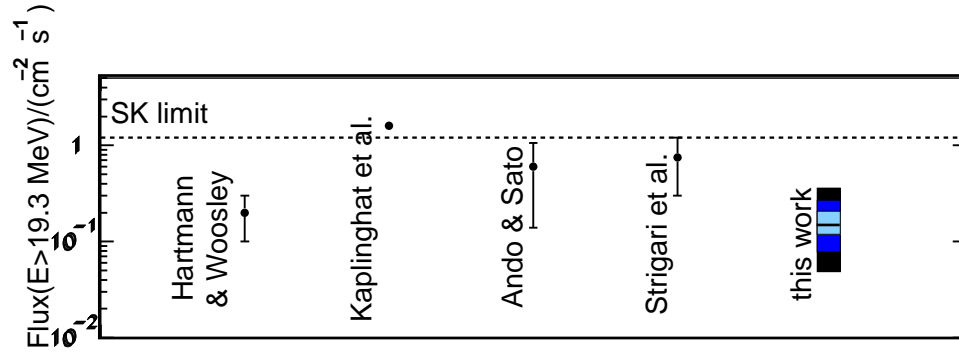 Flux(E>19.3 MeV)/(cm⁻² s⁻¹)
SK limit
1
10⁻¹
10⁻²
Hartmann
& Woosley
Kaplinghat et al.
Ando & Sato
Strigari et al.
this work